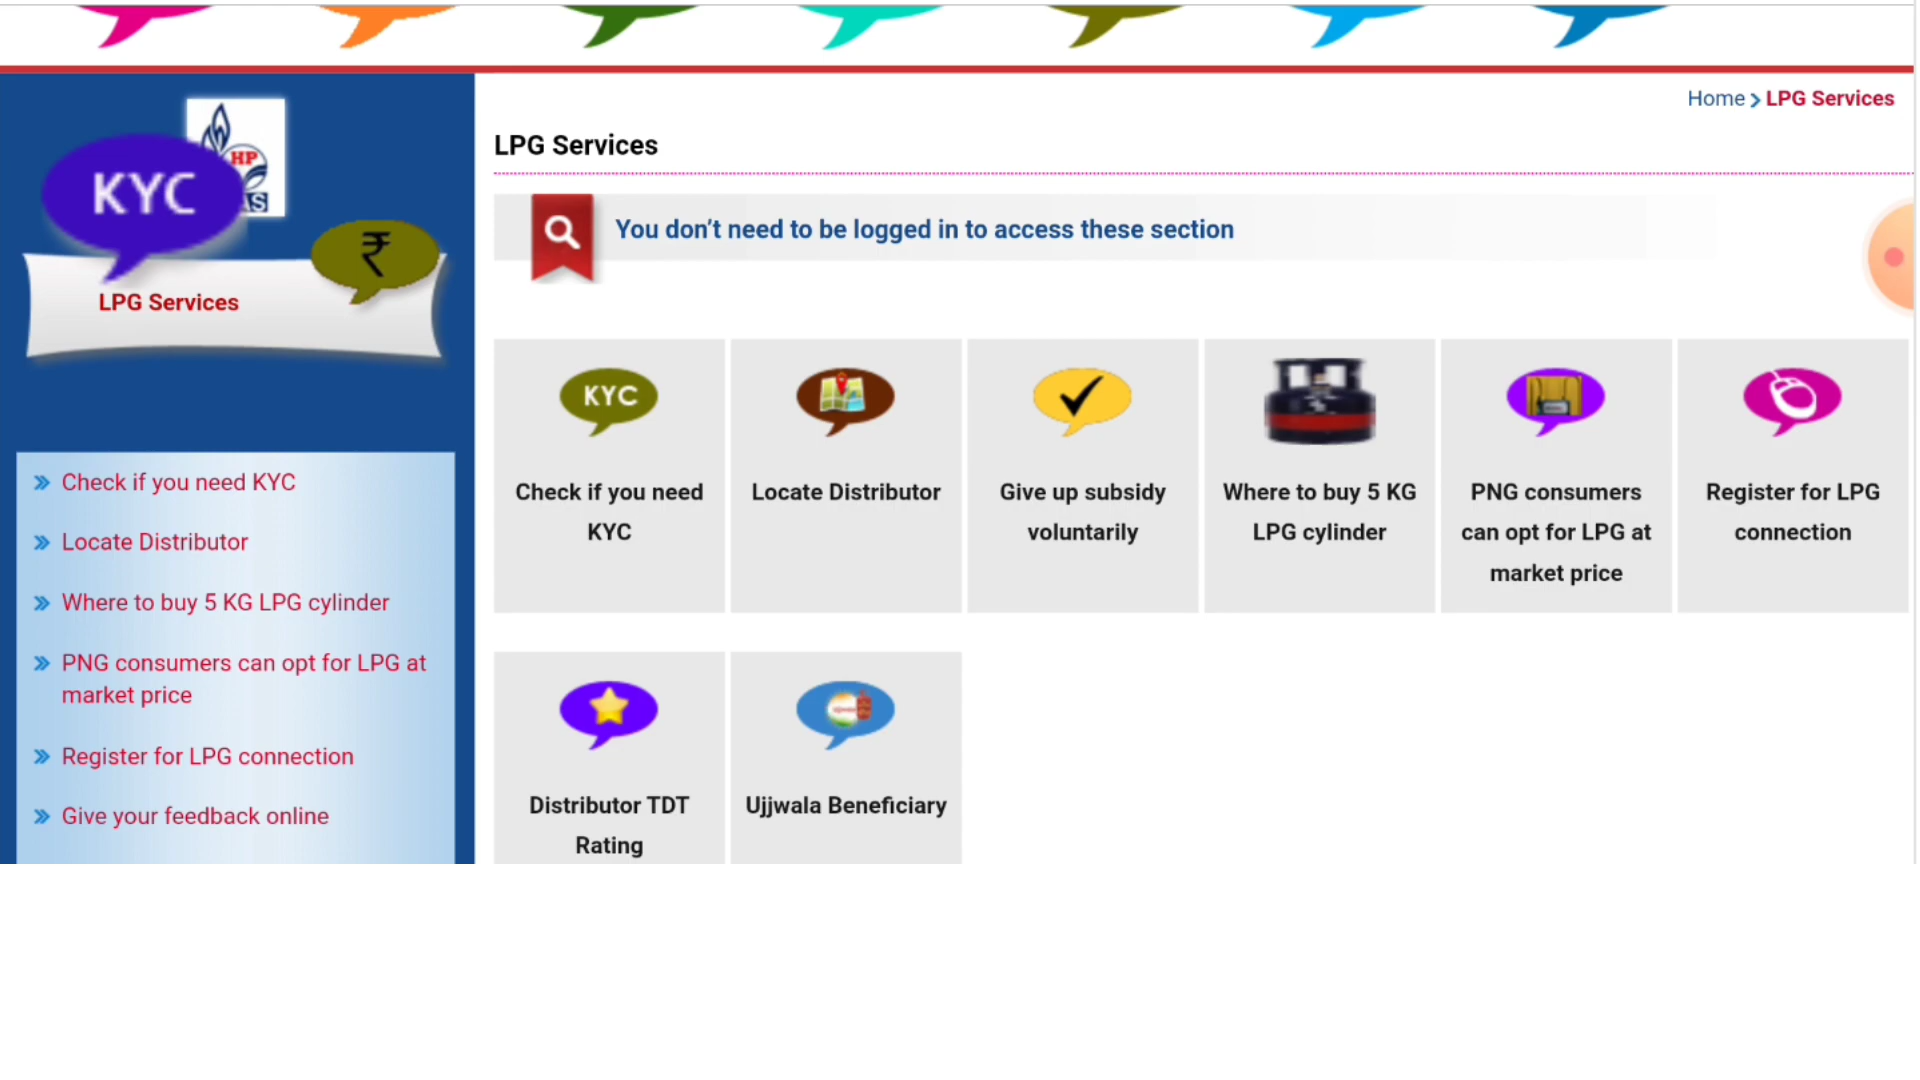 Home > LPG Services
KYC
HP
AS
₹
LPG Services
LPG Services
You don’t need to be logged in to access these section
KYC
Check if you need
KYC
Locate Distributor
Give up subsidy
voluntarily
Where to buy 5 KG
LPG cylinder
PNG consumers
can opt for LPG at
market price
Register for LPG
connection
Distributor TDT
Rating
Ujjwala Beneficiary
» Check if you need KYC
» Locate Distributor
» Where to buy 5 KG LPG cylinder
» PNG consumers can opt for LPG at
market price
» Register for LPG connection
» Give your feedback online